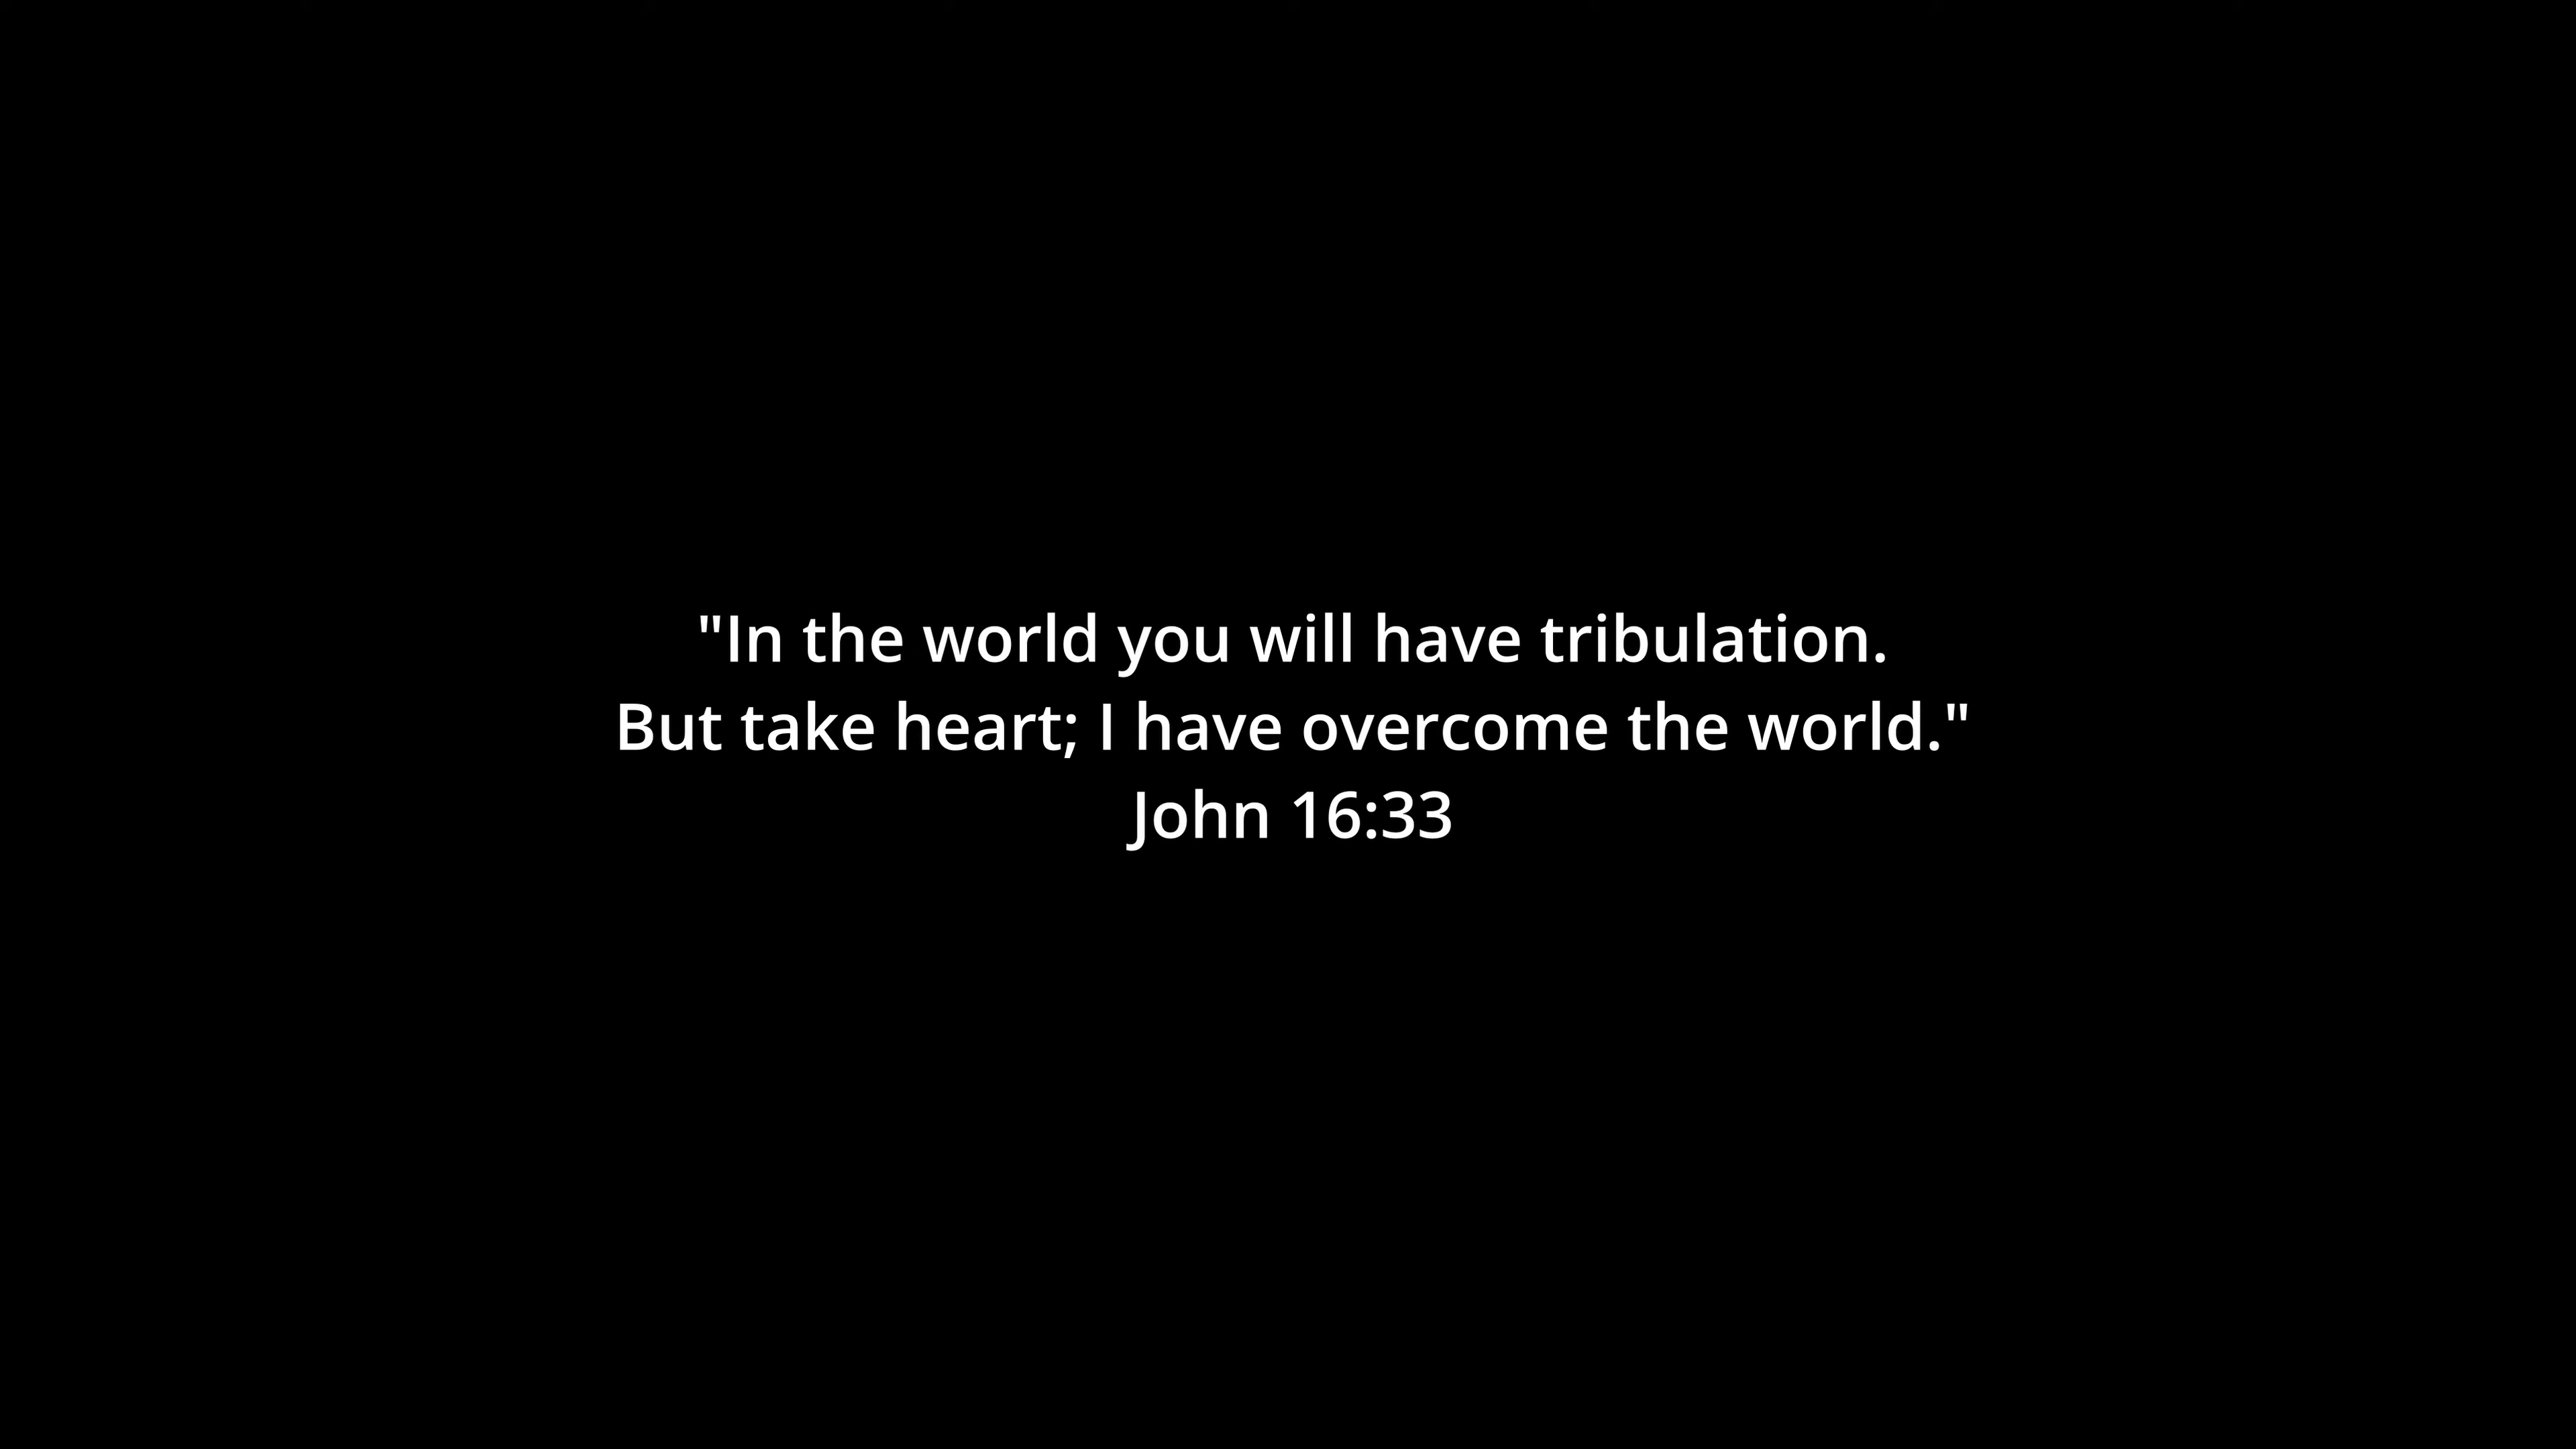 "In the world you will have tribulation.
But take heart; I have overcome the world."
John 16:33